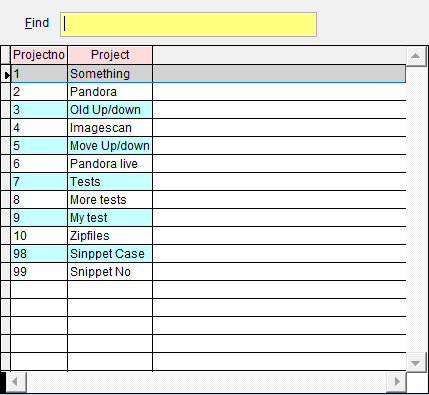 Find
Projectno Project
1 Something
2 Pandora
3 Old Up/down
4 Imagescan
5 Move Up/down
6 Pandora live
7 Tests
8 More tests
9 My test
10 Zipfiles
98 Sinppet Case
99 Snippet No